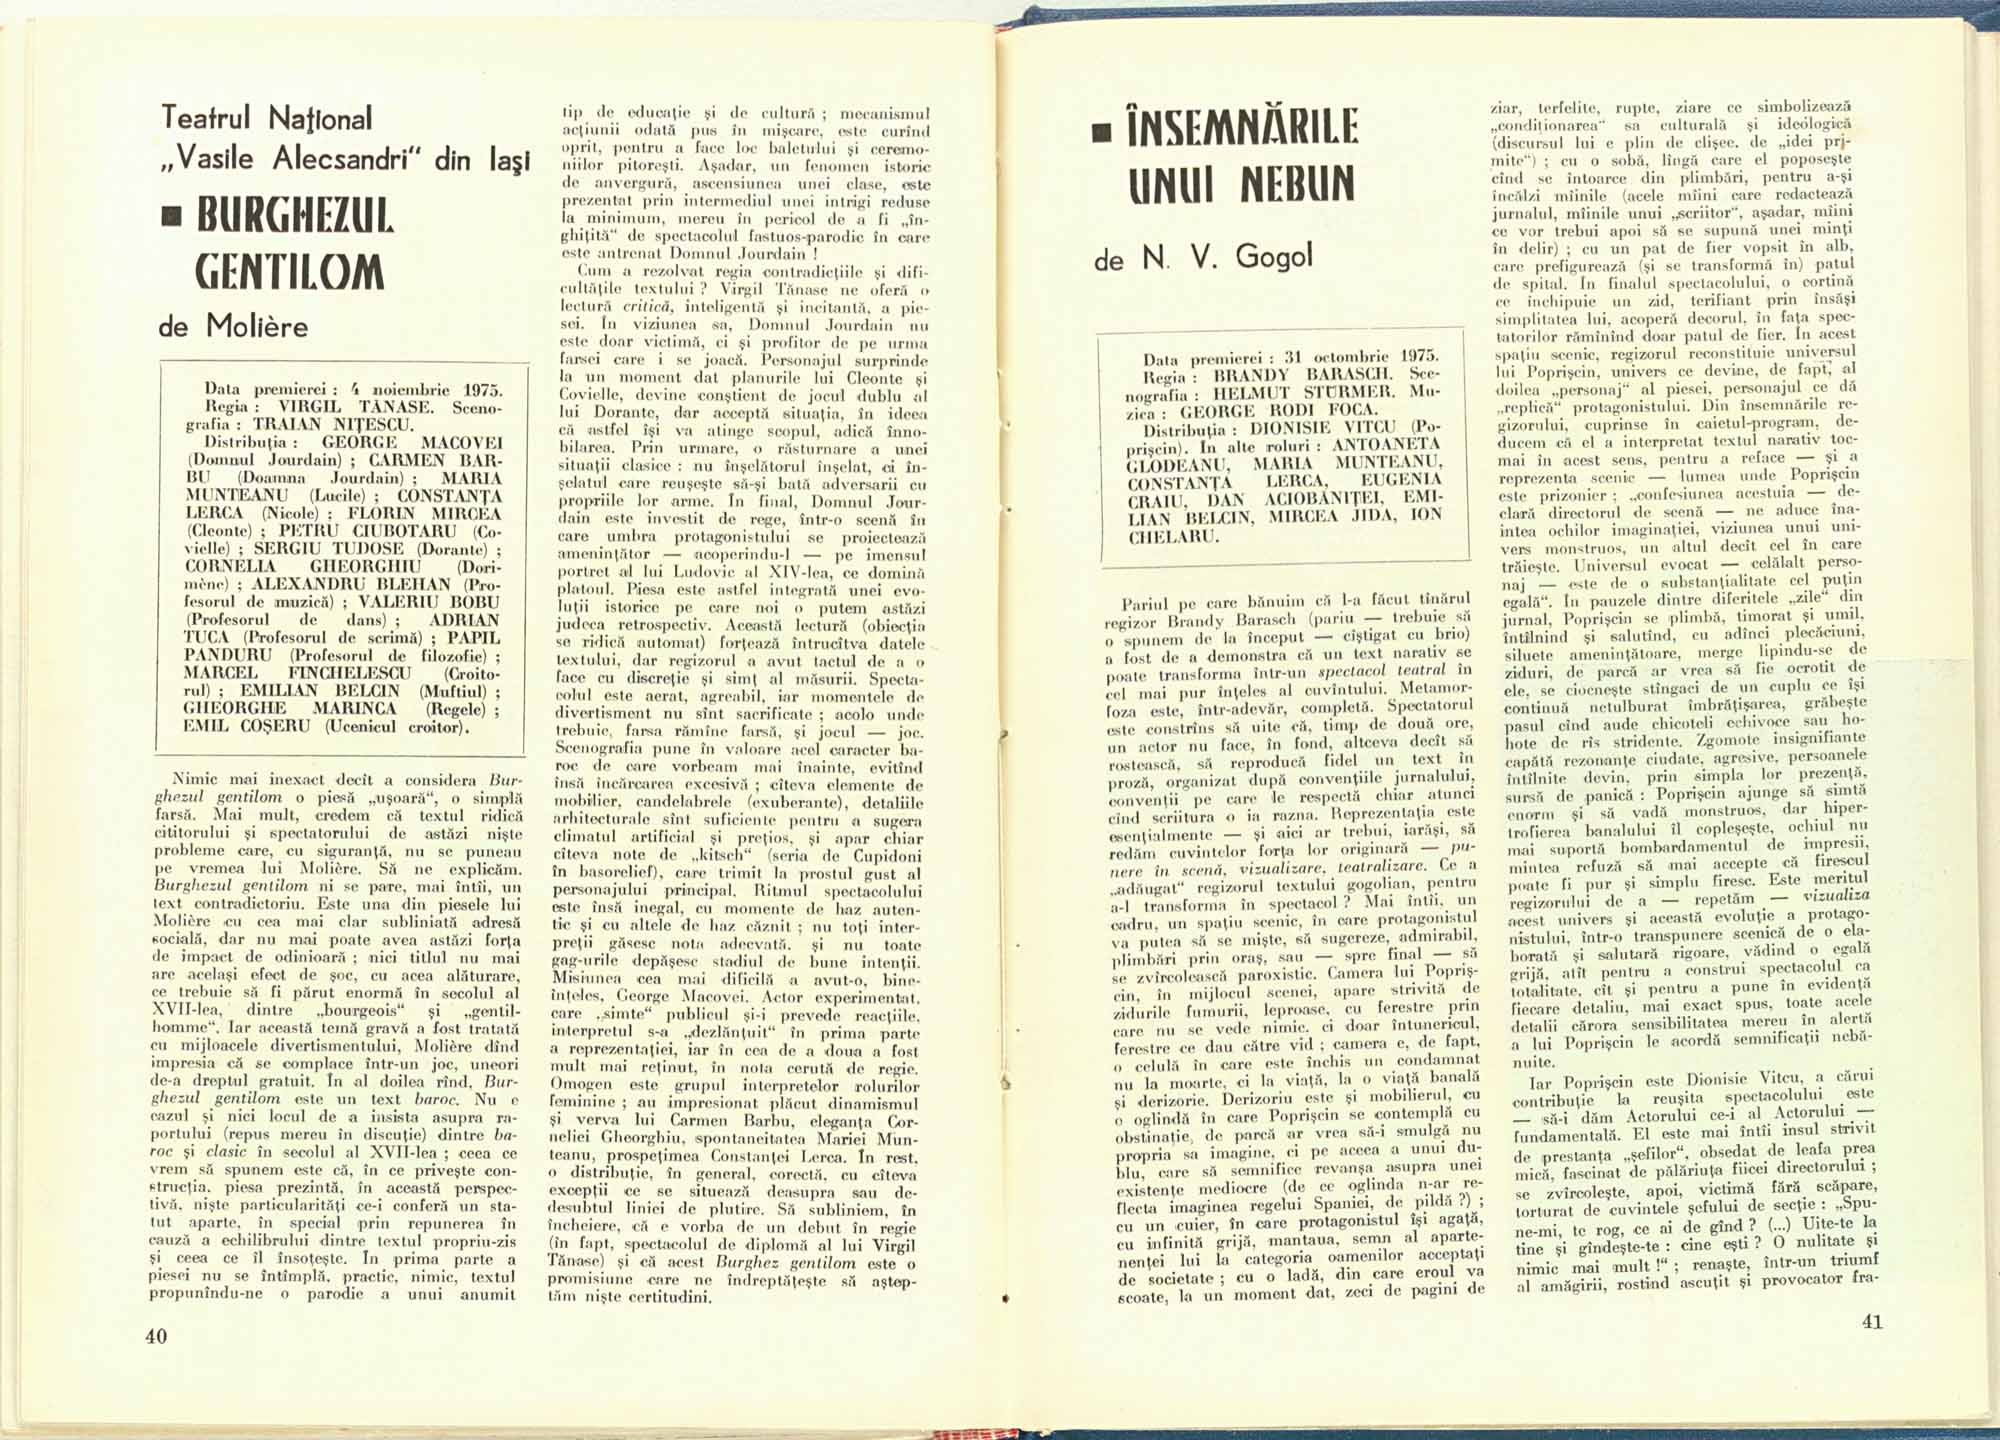 Teatrul Național
„Vasile Alecsandri" din Iași
■ BURGHEZUL
GENTILOM
de Molière
Data premierei : 4 noiembrie 1975.
Regia : VIRGIL TĂNASE. Sceno-
grafia : TRAIAN NIȚESCU.
Distribuția : GEORGE MACOVEI
(Domnul Jourdain) ; CARMEN BAR-
BU (Doamna Jourdain) ; MARIA
MUNTEANU (Lucile) ; CONSTANȚA
LERCA (Nicole) ; FLORIN MIRCEA
(Cleonte) ; PETRU CIUBOTARU (Co-
vielle) ; SERGIU TUDOSE (Dorante) ;
CORNELIA GHEORGHIU (Dori-
mène) ; ALEXANDRU BLEHAN (Pro-
fesorul de muzică) ; VALERIU BOBU
(Profesorul de dans) ; ADRIAN
TUCA (Profesorul de scrimă) ; PAPIL
PANDURU (Profesorul de filozofie) ;
MARCEL FINCHELESCU (Croito-
rul) ; EMILIAN BELCIN (Muftiul) ;
GHEORGHE MARINCA (Regele) ;
EMIL COȘERU (Ucenicul croitor).
Nimic mai inexact decît a considera Bur-
ghezul gentilom o piesă „ușoară“, o simplă
farsă. Mai mult, credem că textul ridică
cititorului și spectatorului de astăzi niște
probleme care, cu siguranță, nu se puneau
pe vremea lui Molière. Să ne explicăm.
Burghezul gentilom ni se pare, mai întîi, un
text contradictoriu. Este una din piesele lui
Molière cu cea mai clar subliniată adresă
socială, dar nu mai poate avea astăzi forța
de impact de odinioară ; nici titlul nu mai
are același efect de șoc, cu acea alăturare,
ce trebuie să fi părut enormă în secolul al
XVII-lea, dintre „bourgeois“ și „gentil-
homme“. Iar această temă gravă a fost tratată
cu mijloacele divertismentului, Molière dînd
impresia că se complace într-un joc, uneori
de-a dreptul gratuit. În al doilea rînd, Bur-
ghezul gentilom este un text baroc. Nu e
cazul și nici locul de a insista asupra ra-
portului (repus mereu în discuție) dintre ba-
roc și clasic în secolul al XVII-lea ; ceea ce
vrem să spunem este că, în ce privește con-
strucția, piesa prezintă, în această perspec-
tivă, niște particularități ce-i conferă un sta-
tut aparte, în special prin repunerea în
cauză a echilibrului dintre textul propriu-zis
și ceea ce îl însoțește. În prima parte a
piesei nu se întîmplă, practic, nimic, textul
propunîndu-ne o parodie a unui anumit
tip de educație și de cultură ; mecanismul
acțiunii odată pus în mișcare, este curînd
oprit, pentru a face loc baletului și ceremo-
niilor pitorești. Așadar, un fenomen istoric
de anvergură, ascensiunea unei clase, este
prezentat prin intermediul unei intrigi reduse
la minimum, mereu în pericol de a fi „în-
ghițită“ de spectacolul fastuos-parodic în care
este antrenat Domnul Jourdain !
Cum a rezolvat regia contradicțiile și difi-
cultățile textului ? Virgil Tănase ne oferă o
lectură critică, inteligentă și incitantă, a pie-
sei. În viziunea sa, Domnul Jourdain nu
este doar victimă, ci și profitor de pe urma
farsei care i se joacă. Personajul surprinde
la un moment dat planurile lui Cleonte și
Covielle, devine conștient de jocul dublu al
lui Dorante, dar acceptă situația, în ideea
că astfel își va atinge scopul, adică înno-
bilarea. Prin urmare, o răsturnare a unei
situații clasice : nu înșelătorul înșelat, ci în-
șelatul care reușește să-și bată adversarii cu
propriile lor arme. În final, Domnul Jour-
dain este investit de rege, într-o scenă în
care umbra protagonistului se proiectează
amenințător — acoperindu-l — pe imensul
portret al lui Ludovic al XIV-lea, ce domină
platoul. Piesa este astfel integrată unei evo-
luții istorice pe care noi o putem astăzi
judeca retrospectiv. Această lectură (obiecția
se ridică automat) forțează întrucîtva datele
textului, dar regizorul a avut tactul de a o
face cu discreție și simț al măsurii. Specta-
colul este aerat, agreabil, iar momentele de
divertisment nu sînt sacrificate ; acolo unde
trebuie, farsa rămîne farsă, și jocul — joc.
Scenografia pune în valoare acel caracter ba-
roc de care vorbeam mai înainte, evitînd
însă încărcarea excesivă ; cîteva elemente de
mobilier, candelabrele (exuberante), detaliile
arhitecturale sînt suficiente pentru a sugera
climatul artificial și prețios, și apar chiar
cîteva note de „kitsch“ (seria de Cupidoni
în basorelief), care trimit la prostul gust al
personajului principal. Ritmul spectacolului
este însă inegal, cu momente de haz auten-
tic și cu altele de haz căznit ; nu toți inter-
preții găsesc nota adecvată, și nu toate
gag-urile depășesc stadiul de bune intenții.
Misiunea cea mai dificilă a avut-o, bine-
înțeles, George Macovei. Actor experimentat,
care „simte“ publicul și-i prevede reacțiile,
interpretul s-a „dezlănțuit“ în prima parte
a reprezentației, iar în cea de a doua a fost
mult mai reținut, în nota cerută de regie.
Omogen este grupul interpretelor rolurilor
feminine ; au impresionat plăcut dinamismul
și verva lui Carmen Barbu, eleganța Cor-
neliei Gheorghiu, spontaneitatea Mariei Mun-
teanu, prospețimea Constanței Lerca. În rest,
o distribuție, în general, corectă, cu cîteva
excepții ce se situează deasupra sau de-
desubtul liniei de plutire. Să subliniem, în
încheiere, că e vorba de un debut în regie
(în fapt, spectacolul de diplomă al lui Virgil
Tănase) și că acest Burghez gentilom este o
promisiune care ne îndreptățește să aștep-
tăm niște certitudini.
40
■ ÎNSEMNĂRILE
UNUI NEBUN
de N. V. Gogol
Data premierei : 31 octombrie 1975.
Regia : BRANDY BARASCH. Sce-
nografia : HELMUT STÜRMER. Mu-
zica : GEORGE RODI FOCA.
Distribuția : DIONISIE VITCU (Po-
prișcin). În alte roluri : ANTOANETA
GLODEANU, MARIA MUNTEANU,
CONSTANȚA LERCA, EUGENIA
CRAIU, DAN ACIOBĂNIȚEI, EMI-
LIAN BELCIN, MIRCEA JIDA, ION
CHELARU.
Pariul pe care bănuim că l-a făcut tînărul
regizor Brandy Barasch (pariu — trebuie să
o spunem de la început — cîștigat cu brio)
a fost de a demonstra că un text narativ se
poate transforma într-un spectacol teatral în
cel mai pur înțeles al cuvîntului. Metamor-
foza este, într-adevăr, completă. Spectatorul
este constrîns să uite că, timp de două ore,
un actor nu face, în fond, altceva decît să
rostească, să reproducă fidel un text în
proză, organizat după convențiile jurnalului,
convenții pe care le respectă chiar atunci
cînd scriitura o ia razna. Reprezentația este
esențialmente — și aici ar trebui, iarăși, să
redăm cuvintelor forța lor originară — pu-
nere în scenă, vizualizare, teatralizare. Ce a
„adăugat“ regizorul textului gogolian, pentru
a-l transforma în spectacol ? Mai întîi, un
cadru, un spațiu scenic, în care protagonistul
va putea să se miște, să sugereze, admirabil,
plimbări prin oraș, sau — spre final — să
se zvîrcolească paroxistic. Camera lui Popriș-
cin, în mijlocul scenei, apare strivită de
zidurile fumurii, leproase, cu ferestre prin
care nu se vede nimic, ci doar întunericul,
ferestre ce dau către vid ; camera e, de fapt,
o celulă în care este închis un condamnat
nu la moarte, ci la viață, la o viață banală
și derizorie. Derizoriu este și mobilierul, cu
o oglindă în care Poprișcin se contemplă cu
obstinație, de parcă ar vrea să-i smulgă nu
propria sa imagine, ci pe aceea a unui du-
blu, care să semnifice revanșa asupra unei
existențe mediocre (de ce oglinda n-ar re-
flecta imaginea regelui Spaniei, de pildă ?) ;
cu un cuier, în care protagonistul își agață,
cu infinită grijă, mantaua, semn al aparte-
nenței lui la categoria oamenilor acceptați
de societate ; cu o ladă, din care eroul va
scoate, la un moment dat, zeci de pagini de
ziar, terfelite, rupte, ziare ce simbolizează
„condiționarea“ sa culturală și ideologică
(discursul lui e plin de clișee, de „idei pri-
mite“) ; cu o sobă, lîngă care el poposește
cînd se întoarce din plimbări, pentru a-și
încălzi mîinile (acele mîini care redactează
jurnalul, mîinile unui „scriitor“, așadar, mîini
ce vor trebui apoi să se supună unei minți
în delir) ; cu un pat de fier vopsit în alb,
care prefigurează (și se transformă în) patul
de spital. În finalul spectacolului, o cortină
ce închipuie un zid, terifiant prin însăși
simplitatea lui, acoperă decorul, în fața spec-
tatorilor rămînînd doar patul de fier. În acest
spațiu scenic, regizorul reconstituie universul
lui Poprișcin, univers ce devine, de fapt, al
doilea „personaj“ al piesei, personajul ce dă
„replică“ protagonistului. Din însemnările re-
gizorului, cuprinse în caietul-program, de-
ducem că el a interpretat textul narativ toc-
mai în acest sens, pentru a reface — și a
reprezenta scenic — lumea unde Poprișcin
este prizonier ; „confesiunea acestuia — de-
clară directorul de scenă — ne aduce îna-
intea ochilor imaginației, viziunea unui uni-
vers monstruos, un altul decît cel în care
trăiește. Universul evocat — celălalt perso-
naj — este de o substanțialitate cel puțin
egală“. În pauzele dintre diferitele „zile“ din
jurnal, Poprișcin se plimbă, timorat și umil,
întîlnind și salutînd, cu adînci plecăciuni,
siluete amenințătoare, merge lipindu-se de
ziduri, de parcă ar vrea să fie ocrotit de
ele, se ciocnește stîngaci de un cuplu ce își
continuă netulburat îmbrățișarea, grăbește
pasul cînd aude chicoteli echivoce sau ho-
hote de rîs stridente. Zgomote insignifiante
capătă rezonanțe ciudate, agresive, persoanele
întîlnite devin, prin simpla lor prezență,
sursă de panică : Poprișcin ajunge să simtă
enorm și să vadă monstruos, dar hiper-
trofierea banalului îl copleșește, ochiul nu
mai suportă bombardamentul de impresii,
mintea refuză să mai accepte că firescul
poate fi pur și simplu firesc. Este meritul
regizorului de a — repetăm — vizualiza
acest univers și această evoluție a protago-
nistului, într-o transpunere scenică de o ela-
borată și salutară rigoare, vădind o egală
grijă, atît pentru a construi spectacolul ca
totalitate, cît și pentru a pune în evidență
fiecare detaliu, mai exact spus, toate acele
detalii cărora sensibilitatea mereu în alertă
a lui Poprișcin le acordă semnificații nebă-
nuite.
Iar Poprișcin este Dionisie Vitcu, a cărui
contribuție la reușita spectacolului este
— să-i dăm Actorului ce-i al Actorului —
fundamentală. El este mai întîi insul strivit
de prestanța „șefilor“, obsedat de leafa prea
mică, fascinat de pălăriuța fiicei directorului ;
se zvîrcolește, apoi, victimă fără scăpare,
torturat de cuvintele șefului de secție : „Spu-
ne-mi, te rog, ce ai de gînd ? (...) Uite-te la
tine și gîndește-te : cine ești ? O nulitate și
nimic mai mult !“ ; renaște, într-un triumf
al amăgirii, rostind ascuțit și provocator fra-
41